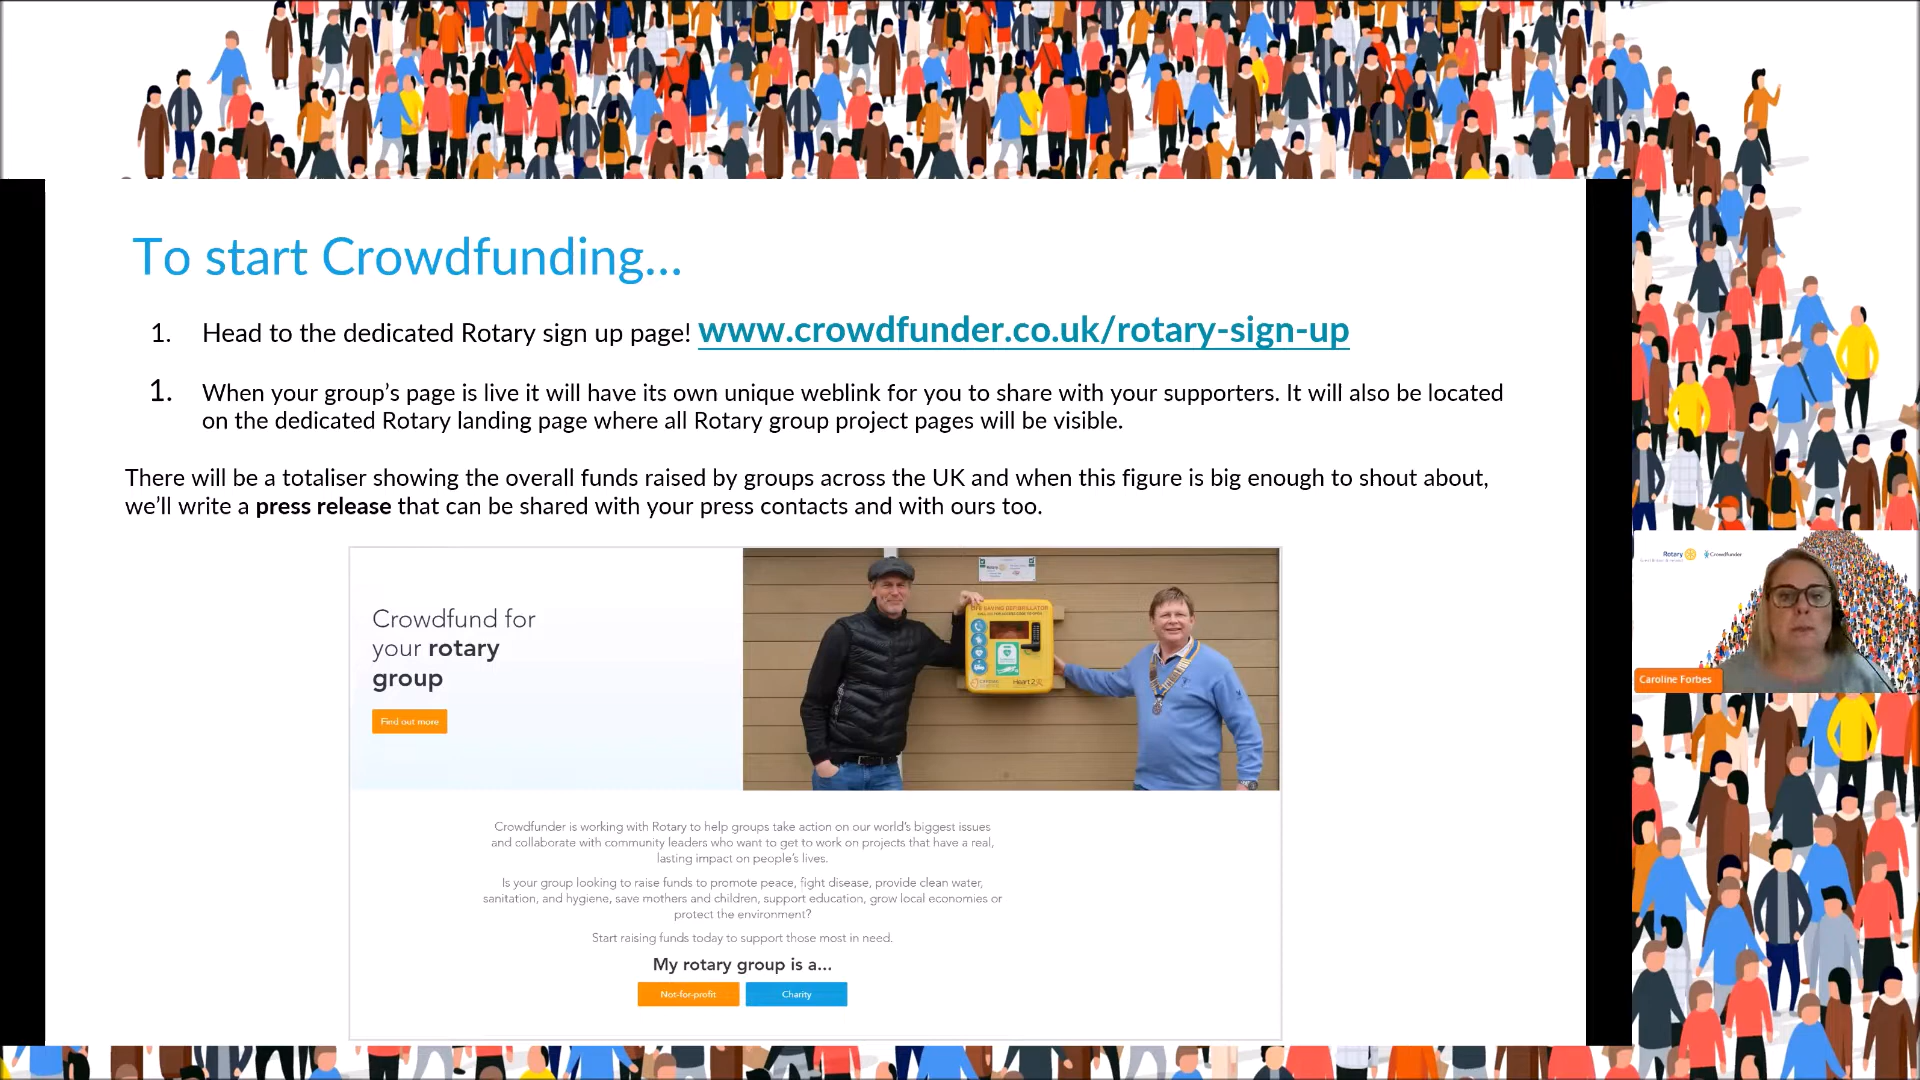 To start Crowdfunding...
1. Head to the dedicated Rotary sign up page! www.crowdfunder.co.uk/rotary-sign-up
1. When your group’s page is live it will have its own unique weblink for you to share with your supporters. It will also be located
on the dedicated Rotary landing page where all Rotary group project pages will be visible.
There will be a totaliser showing the overall funds raised by groups across the UK and when this figure is big enough to shout about,
we’ll write a press release that can be shared with your press contacts and with ours too.
Crowdfund for
your rotary
group
Find out more
LIFE SAVING DEFIBRILLATOR
Crowdfunder is working with Rotary to help groups take action on our world's biggest issues
and collaborate with community leaders who want to get to work on projects that have a real,
lasting impact on people's lives.
Is your group looking to raise funds to promote peace, fight disease, provide clean water,
sanitation, and hygiene, save mothers and children, support education, grow local economies or
protect the environment?
Start raising funds today to support those most in need.
My rotary group is a...
Not-for-profit
Charity
Rotary
Crowdfunder
Caroline Forbes